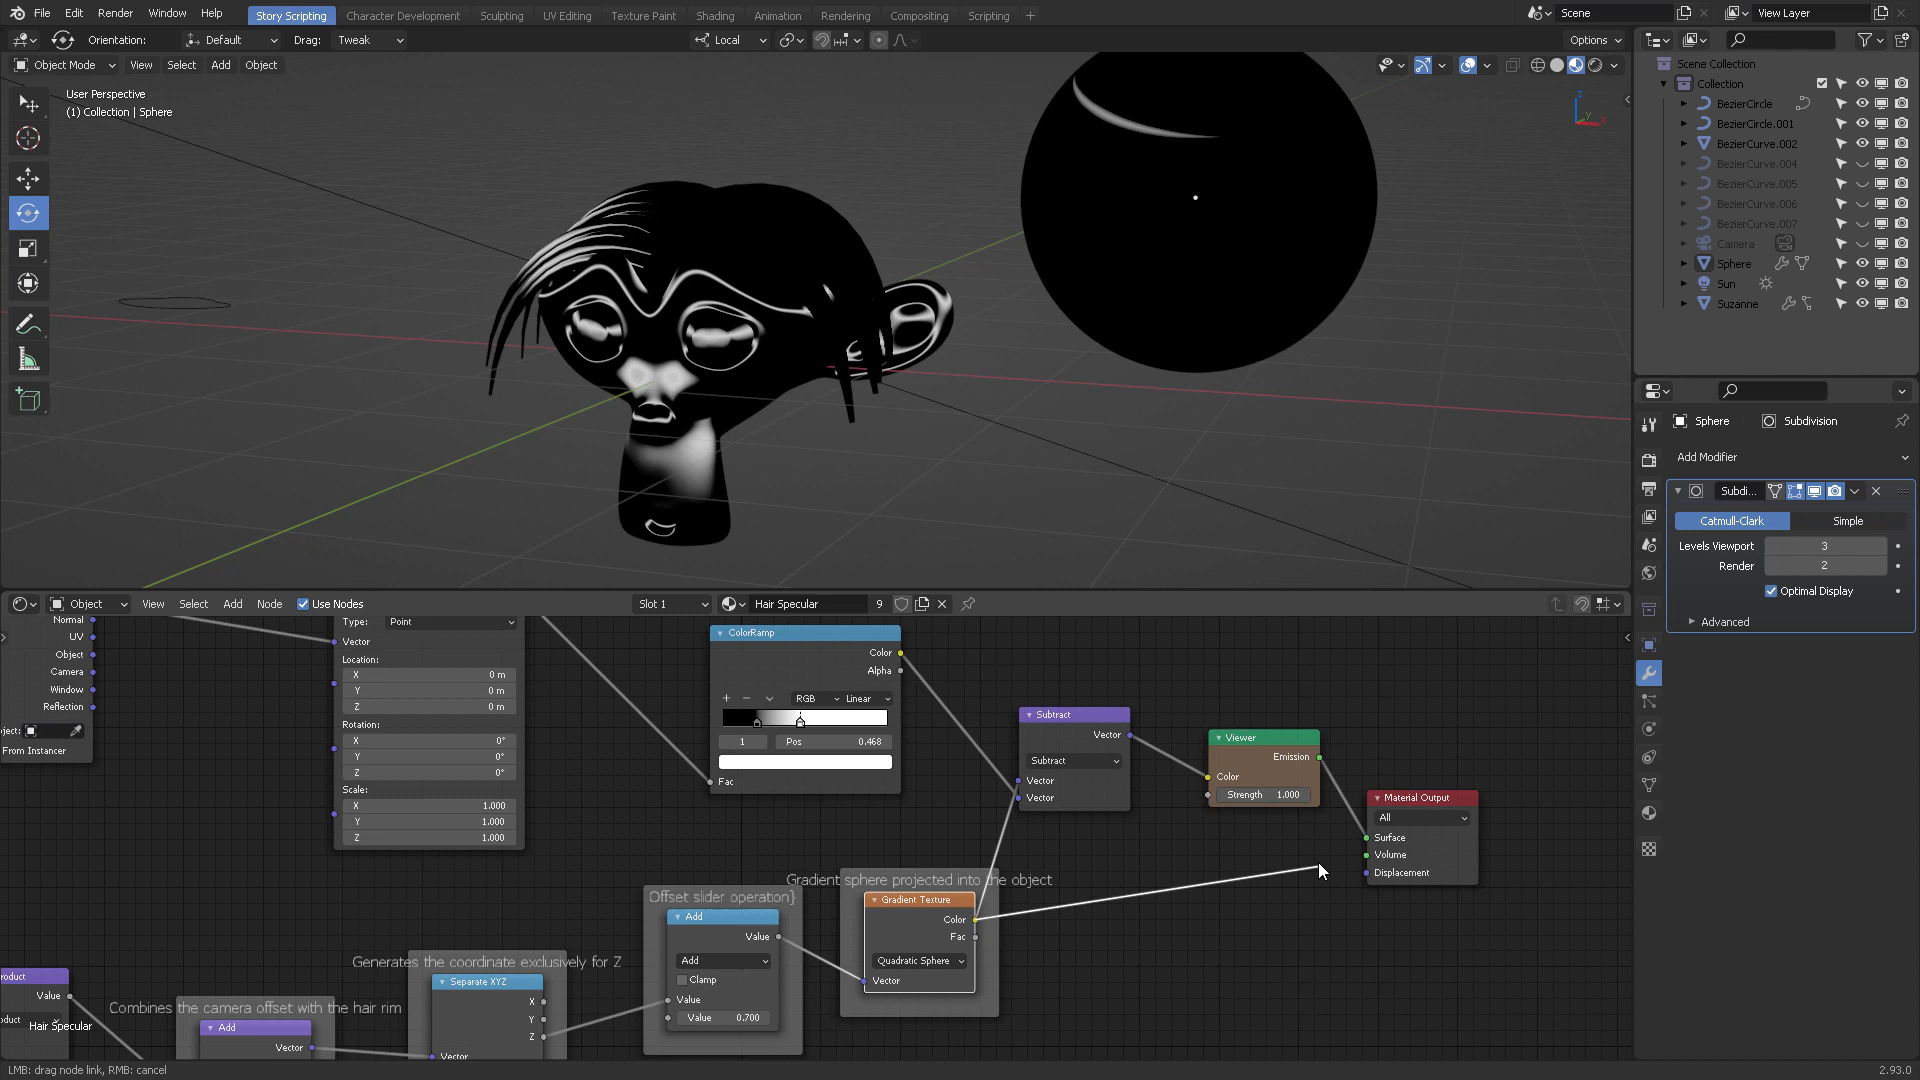 File Edit Render Window Help Story Scripting Character Development Sculpting UV Editing Texture Paint Shading Animation Rendering Compositing Scripting + Scene View Layer
Orientation: Default Drag: Tweak Local Options
Object Mode View Select Add Object
User Perspective
(1) Collection | Sphere
Z
Y
X
Scene Collection
Collection
BezierCircle
BezierCircle.001
BezierCurve.002
BezierCurve.004
BezierCurve.005
BezierCurve.006
BezierCurve.007
Camera
Sphere
Sun
Suzanne
Sphere Subdivision
Add Modifier
Subdi...
Catmull-Clark Simple
Levels Viewport 3
Render 2
Optimal Display
Advanced
Object View Select Add Node Use Nodes Slot 1 Hair Specular 9
Normal
UV
Object
Camera
Window
Reflection
ject:
From Instancer
Type: Point
Vector
Location:
X 0 m
Y 0 m
Z 0 m
Rotation:
X 0°
Y 0°
Z 0°
Scale:
X 1.000
Y 1.000
Z 1.000
ColorRamp
Color
Alpha
+ − RGB Linear
1 Pos 0.468
Fac
Subtract
Vector
Subtract
Vector
Vector
Viewer
Emission
Color
Strength 1.000
Material Output
All
Surface
Volume
Displacement
Gradient sphere projected into the object
Gradient Texture
Color
Fac
Quadratic Sphere
Vector
Offset slider operation}
Add
Value
Add
Clamp
Value
Value 0.700
Generates the coordinate exclusively for Z
Separate XYZ
X
Y
Z
Vector
Combines the camera offset with the hair rim
Add
Vector
roduct
Value
oduct
Hair Specular
LMB: drag node link, RMB: cancel 2.93.0